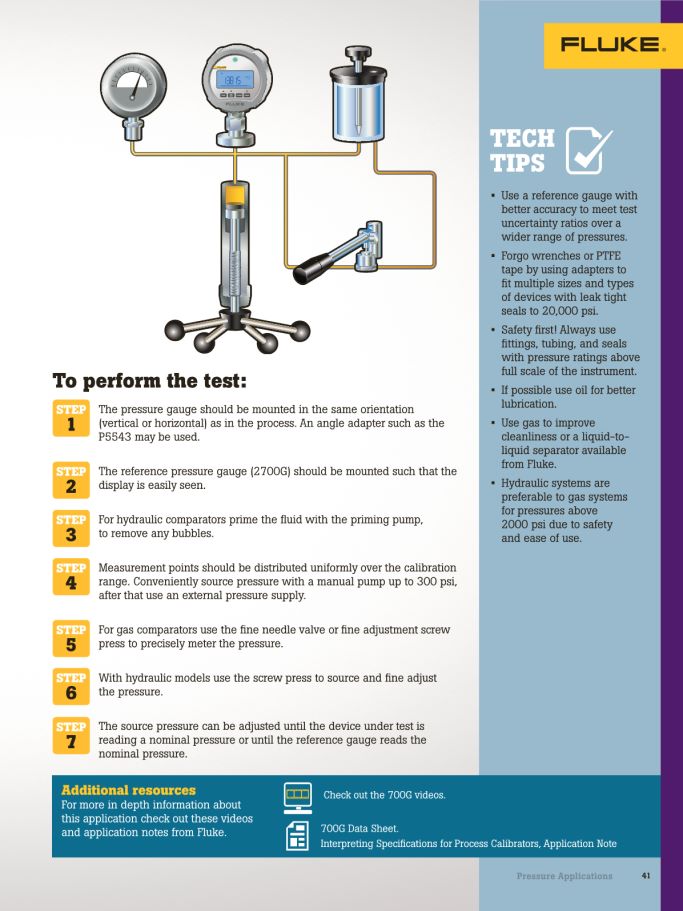 FLUKE®
FLUKE
TECH
TIPS
• Use a reference gauge with
better accuracy to meet test
uncertainty ratios over a
wider range of pressures.
• Forgo wrenches or PTFE
tape by using adapters to
fit multiple sizes and types
of devices with leak tight
seals to 20,000 psi.
• Safety first! Always use
fittings, tubing, and seals
with pressure ratings above
full scale of the instrument.
• If possible use oil for better
lubrication.
• Use gas to improve
cleanliness or a liquid-to-
liquid separator available
from Fluke.
• Hydraulic systems are
preferable to gas systems
for pressures above
2000 psi due to safety
and ease of use.
To perform the test:
STEP
1
The pressure gauge should be mounted in the same orientation
(vertical or horizontal) as in the process. An angle adapter such as the
P5543 may be used.
STEP
2
The reference pressure gauge (2700G) should be mounted such that the
display is easily seen.
STEP
3
For hydraulic comparators prime the fluid with the priming pump,
to remove any bubbles.
STEP
4
Measurement points should be distributed uniformly over the calibration
range. Conveniently source pressure with a manual pump up to 300 psi,
after that use an external pressure supply.
STEP
5
For gas comparators use the fine needle valve or fine adjustment screw
press to precisely meter the pressure.
STEP
6
With hydraulic models use the screw press to source and fine adjust
the pressure.
STEP
7
The source pressure can be adjusted until the device under test is
reading a nominal pressure or until the reference gauge reads the
nominal pressure.
Additional resources
For more in depth information about
this application check out these videos
and application notes from Fluke.
Check out the 700G videos.
700G Data Sheet.
Interpreting Specifications for Process Calibrators, Application Note
Pressure Applications 41